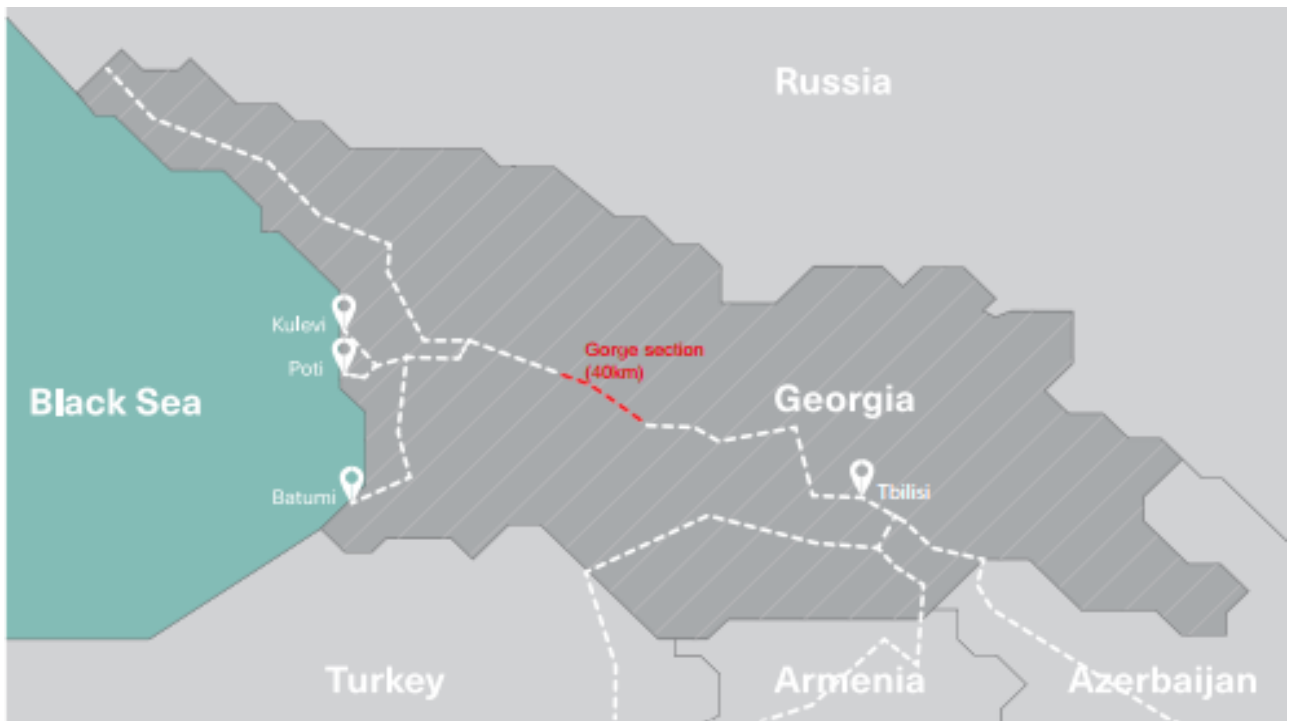 Russia
Kulevi
Gorge section
(40km)
Poti
Black Sea
Georgia
Batumi
Tbilisi
Turkey
Armenia
Azerbaijan